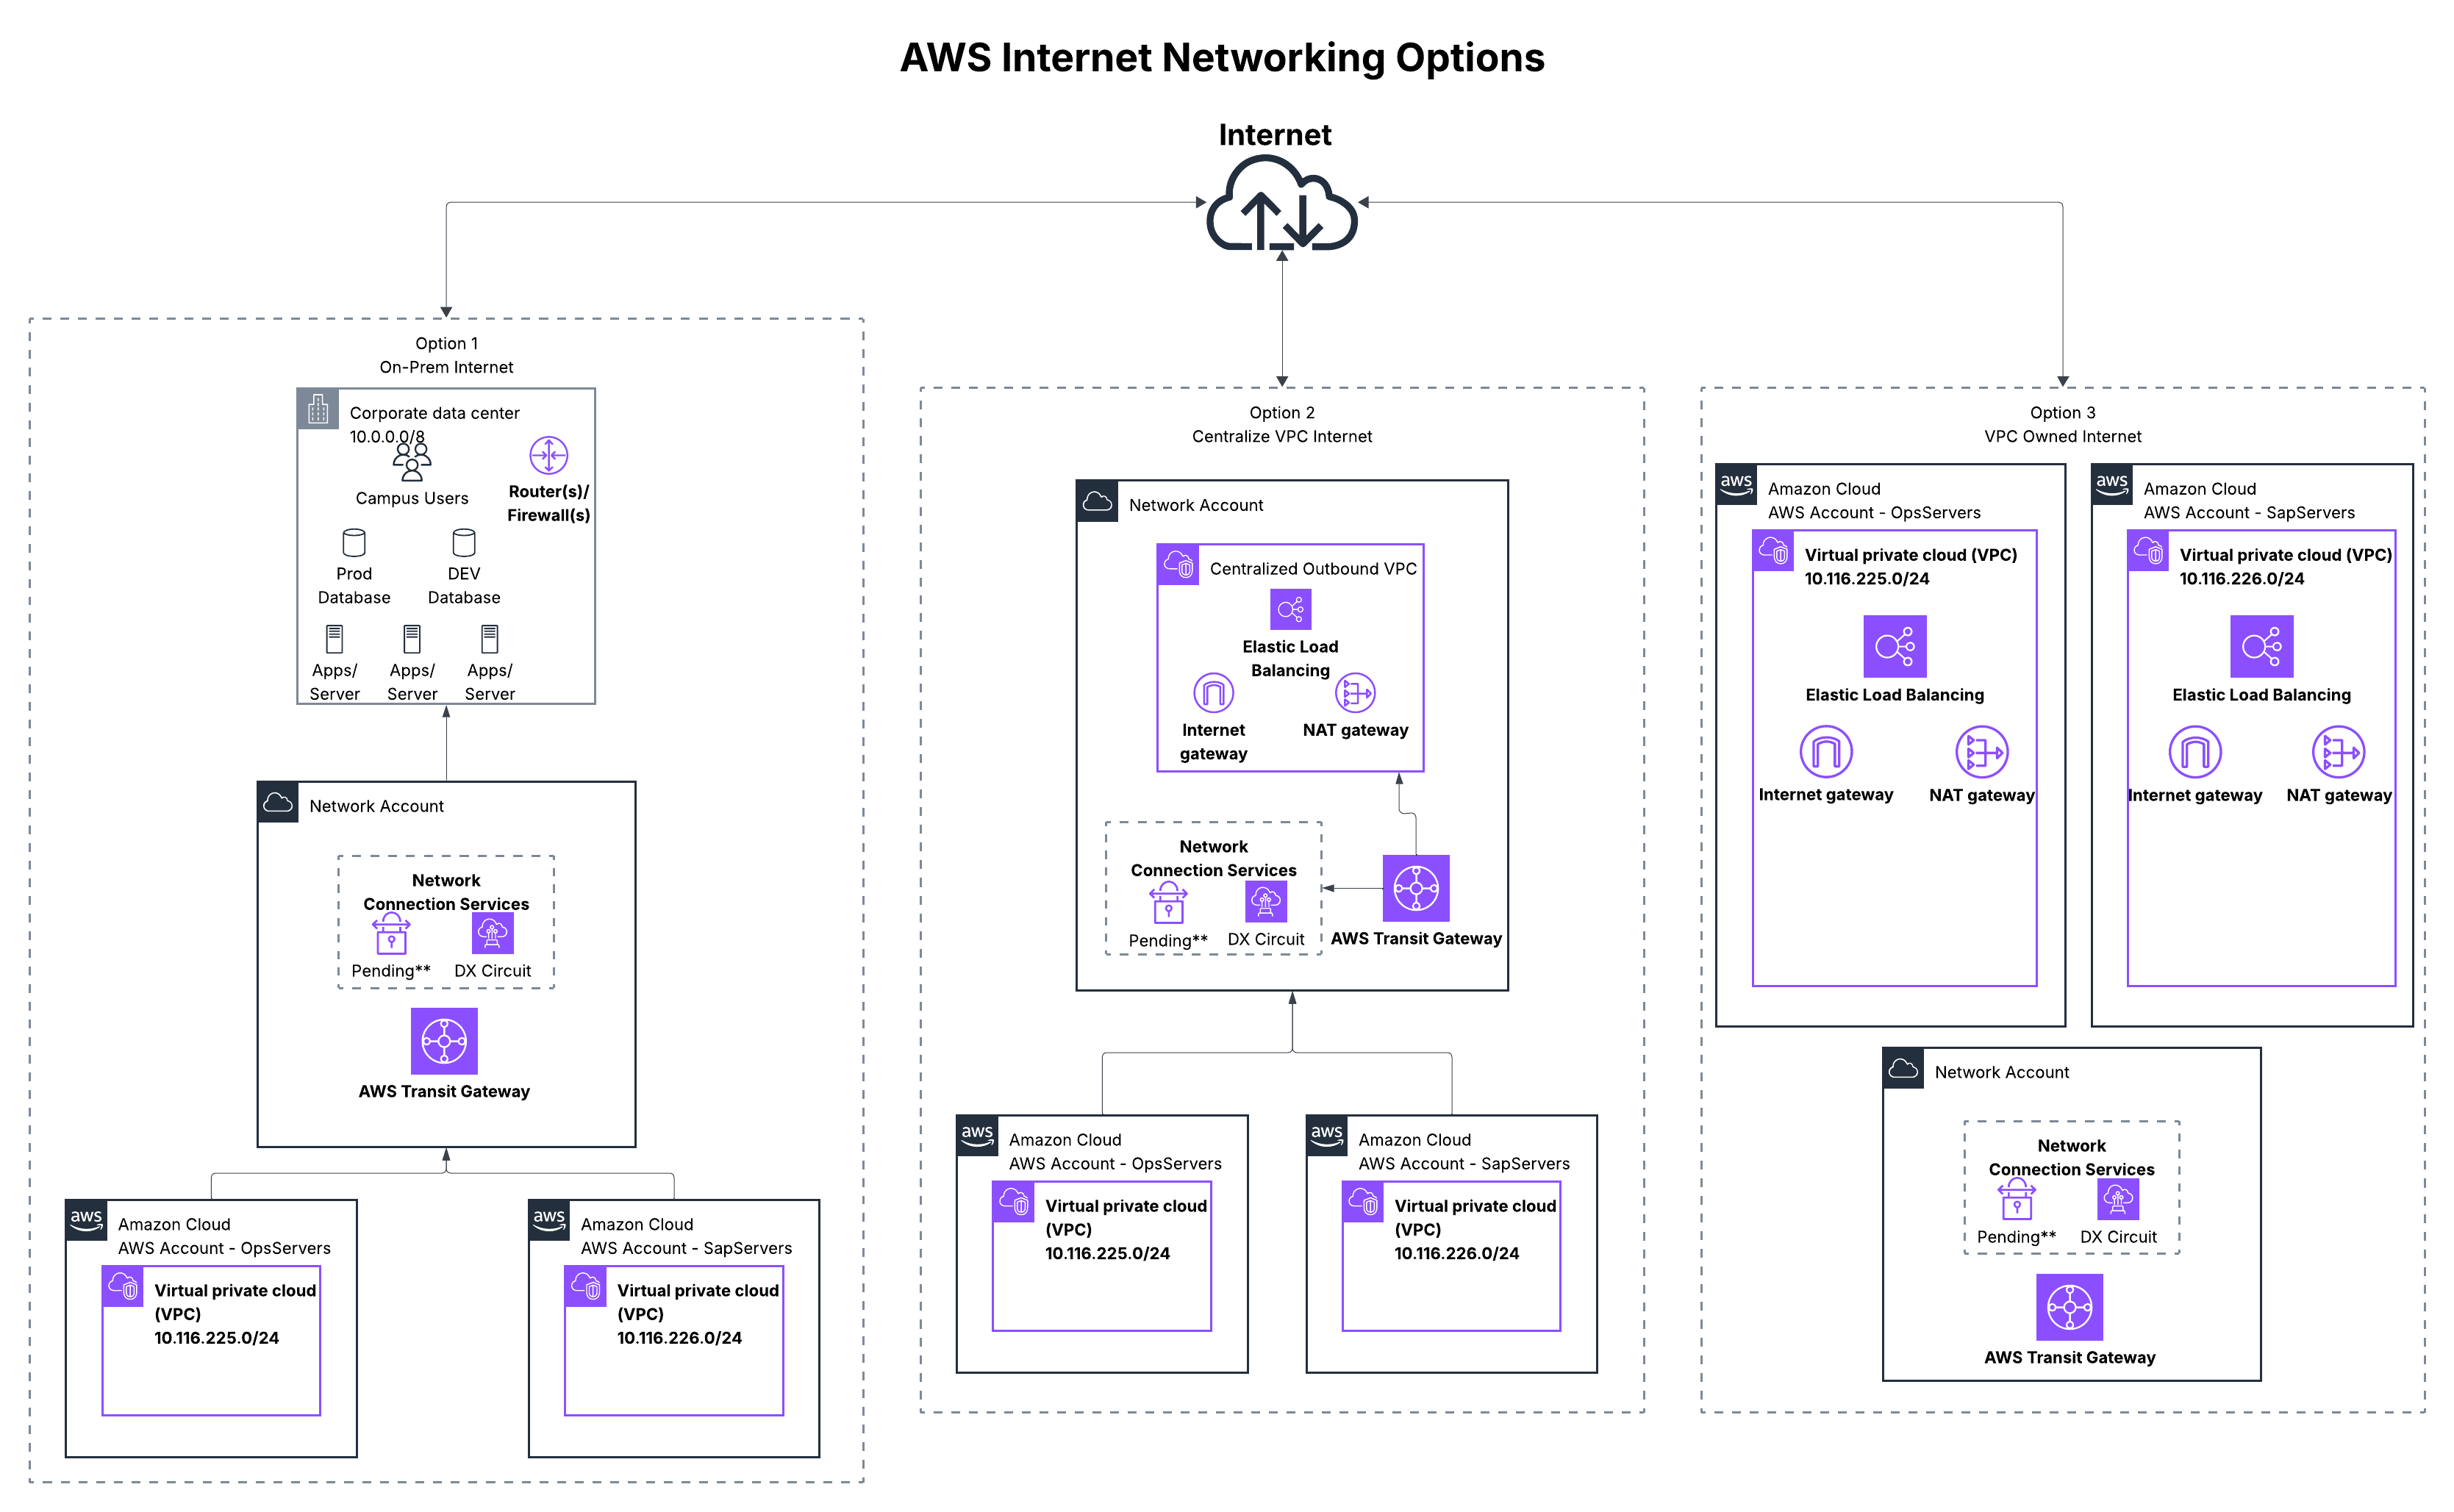 AWS Internet Networking Options
Internet
Option 1
On-Prem Internet
Corporate data center
10.0.0.0/8
Campus Users
Router(s)/
Firewall(s)
Prod
Database
DEV
Database
Apps/
Server
Apps/
Server
Apps/
Server
Network Account
Network
Connection Services
Pending**
DX Circuit
AWS Transit Gateway
aws
Amazon Cloud
AWS Account - OpsServers
Virtual private cloud
(VPC)
10.116.225.0/24
aws
Amazon Cloud
AWS Account - SapServers
Virtual private cloud
(VPC)
10.116.226.0/24
Option 2
Centralize VPC Internet
Network Account
Centralized Outbound VPC
Elastic Load
Balancing
Internet
gateway
NAT gateway
Network
Connection Services
Pending**
DX Circuit
AWS Transit Gateway
aws
Amazon Cloud
AWS Account - OpsServers
Virtual private cloud
(VPC)
10.116.225.0/24
aws
Amazon Cloud
AWS Account - SapServers
Virtual private cloud
(VPC)
10.116.226.0/24
Option 3
VPC Owned Internet
aws
Amazon Cloud
AWS Account - OpsServers
Virtual private cloud (VPC)
10.116.225.0/24
Elastic Load Balancing
Internet gateway
NAT gateway
aws
Amazon Cloud
AWS Account - SapServers
Virtual private cloud (VPC)
10.116.226.0/24
Elastic Load Balancing
Internet gateway
NAT gateway
Network Account
Network
Connection Services
Pending**
DX Circuit
AWS Transit Gateway